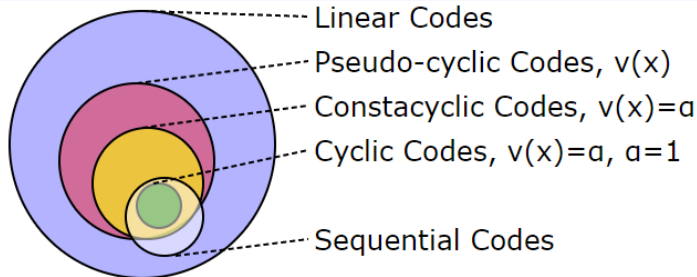 Linear Codes
Pseudo-cyclic Codes, v(x)
Constacyclic Codes, v(x)=α
Cyclic Codes, v(x)=α, α=1
Sequential Codes